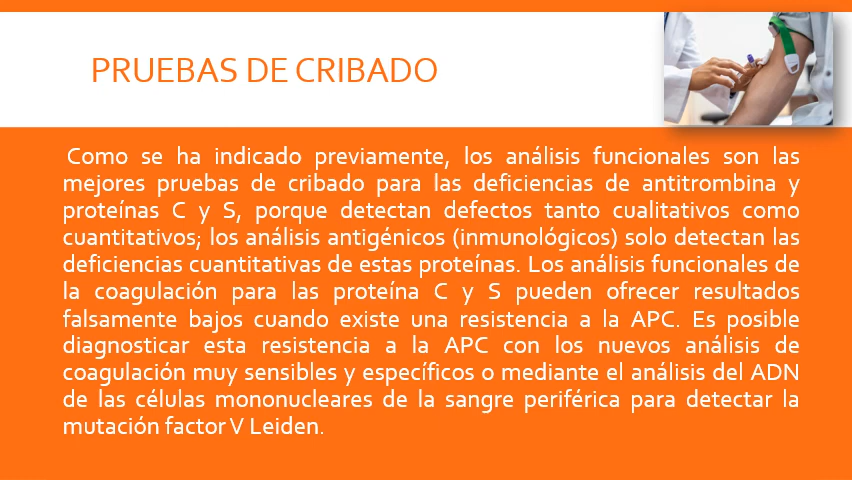 PRUEBAS DE CRIBADO
Como se ha indicado previamente, los análisis funcionales son las
mejores pruebas de cribado para las deficiencias de antitrombina y
proteínas C y S, porque detectan defectos tanto cualitativos como
cuantitativos; los análisis antigénicos (inmunológicos) solo detectan las
deficiencias cuantitativas de estas proteínas. Los análisis funcionales de
la coagulación para las proteína C y S pueden ofrecer resultados
falsamente bajos cuando existe una resistencia a la APC. Es posible
diagnosticar esta resistencia a la APC con los nuevos análisis de
coagulación muy sensibles y específicos o mediante el análisis del ADN
de las células mononucleares de la sangre periférica para detectar la
mutación factor V Leiden.